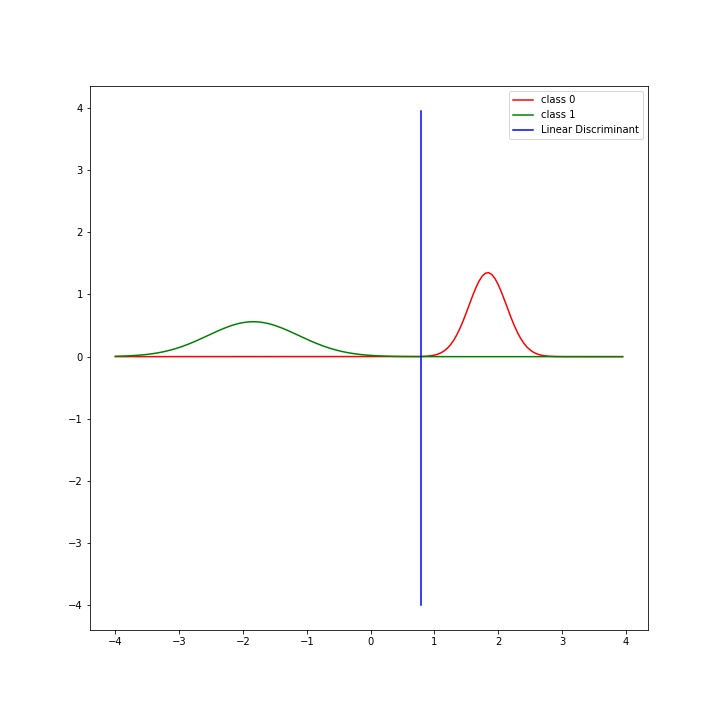 class 0
class 1
Linear Discriminant
4
3
2
1
0
−1
−2
−3
−4
−4 −3 −2 −1 0 1 2 3 4